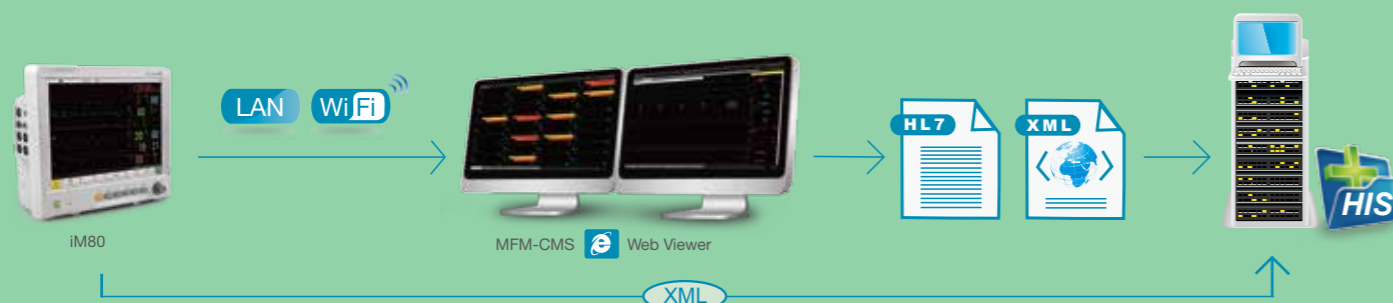 LAN WiFi
HL7 XML
HIS
iM80
MFM-CMS Web Viewer
XML